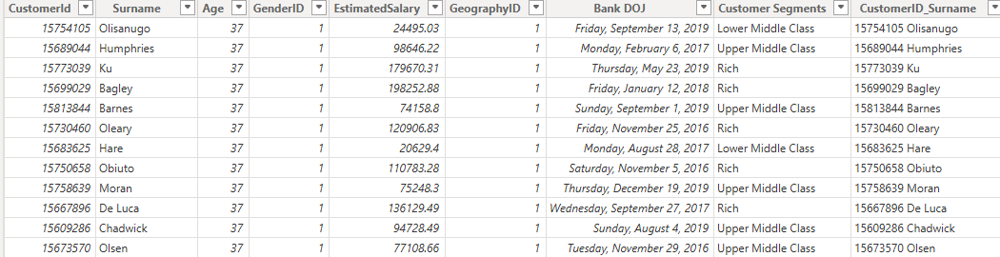 CustomerId Surname Age GenderID EstimatedSalary GeographyID Bank DOJ Customer Segments CustomerID_Surname
15754105 Olisanugo 37 1 24495.03 1 Friday, September 13, 2019 Lower Middle Class 15754105 Olisanugo
15689044 Humphries 37 1 98646.22 1 Monday, February 6, 2017 Upper Middle Class 15689044 Humphries
15773039 Ku 37 1 179670.31 1 Thursday, May 23, 2019 Rich 15773039 Ku
15699029 Bagley 37 1 198252.88 1 Friday, January 12, 2018 Rich 15699029 Bagley
15813844 Barnes 37 1 74158.8 1 Sunday, September 1, 2019 Upper Middle Class 15813844 Barnes
15730460 Oleary 37 1 120906.83 1 Friday, November 25, 2016 Rich 15730460 Oleary
15683625 Hare 37 1 20629.4 1 Monday, August 28, 2017 Lower Middle Class 15683625 Hare
15750658 Obiuto 37 1 110783.28 1 Saturday, November 5, 2016 Rich 15750658 Obiuto
15758639 Moran 37 1 75248.3 1 Thursday, December 19, 2019 Upper Middle Class 15758639 Moran
15667896 De Luca 37 1 136129.49 1 Wednesday, September 27, 2017 Rich 15667896 De Luca
15609286 Chadwick 37 1 94728.49 1 Sunday, August 4, 2019 Upper Middle Class 15609286 Chadwick
15673570 Olsen 37 1 77108.66 1 Tuesday, November 29, 2016 Upper Middle Class 15673570 Olsen